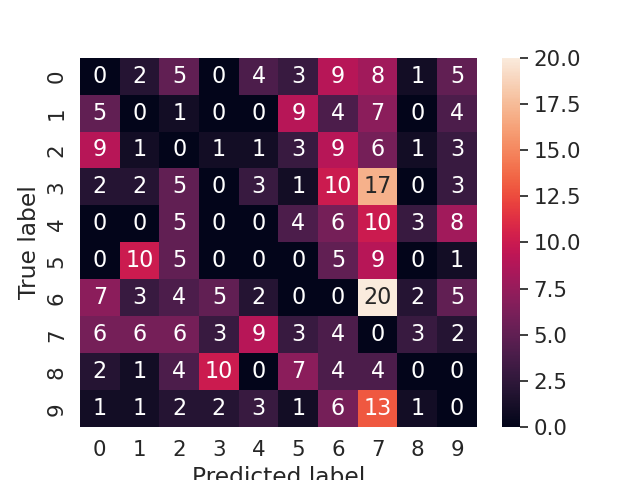 0 0 2 5 0 4 3 9 8 1 5
1 5 0 1 0 0 9 4 7 0 4
2 9 1 0 1 1 3 9 6 1 3
3 2 2 5 0 3 1 10 17 0 3
4 0 0 5 0 0 4 6 10 3 8
5 0 10 5 0 0 0 5 9 0 1
6 7 3 4 5 2 0 0 20 2 5
7 6 6 6 3 9 3 4 0 3 2
8 2 1 4 10 0 7 4 4 0 0
9 1 1 2 2 3 1 6 13 1 0
0 1 2 3 4 5 6 7 8 9
Predicted label
True label
20.0
17.5
15.0
12.5
10.0
7.5
5.0
2.5
0.0